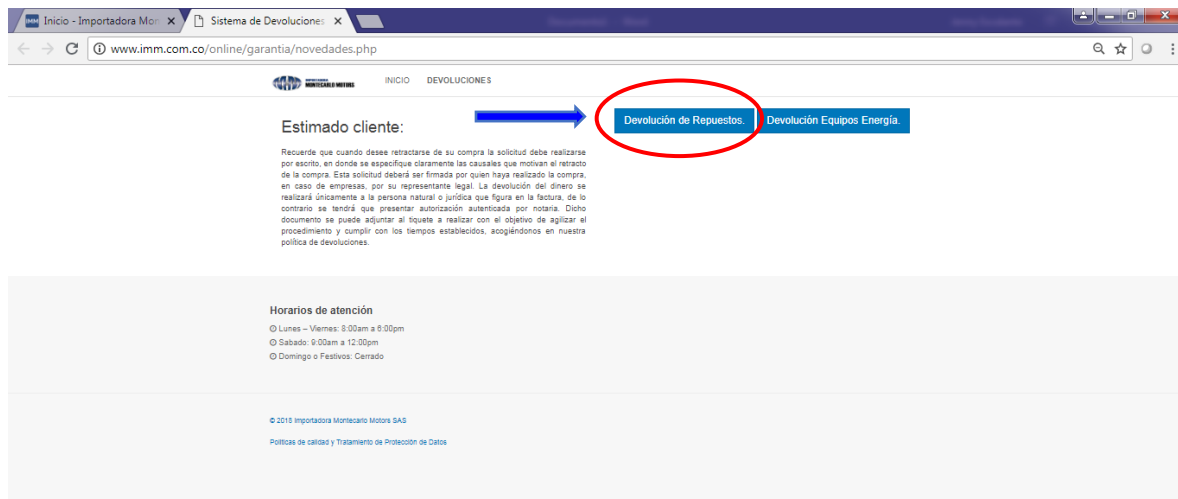 Inicio - Importadora Mon
Sistema de Devoluciones
www.imm.com.co/online/garantia/novedades.php
MONTECARLO MOTORS
INICIO
DEVOLUCIONES
Estimado cliente:
Devolución de Repuestos.
Devolución Equipos Energía.
Recuerde que cuando desee retractarse de su compra la solicitud debe realizarse
por escrito, en donde se especifique claramente las causales que motivan el retracto
de la compra. Esta solicitud deberá ser firmada por quien haya realizado la compra,
en caso de empresas, por su representante legal. La devolución del dinero se
realizará únicamente a la persona natural o jurídica que figura en la factura, de lo
contrario se tendrá que presentar autorización autenticada por notaria. Dicho
documento se puede adjuntar al tiquete a realizar con el objetivo de agilizar el
procedimiento y cumplir con los tiempos establecidos, acogiéndonos en nuestra
política de devoluciones.
Horarios de atención
Lunes – Viernes: 8:00am a 6:00pm
Sabado: 9:00am a 12:00pm
Domingo o Festivos: Cerrado
© 2018 Importadora Montecarlo Motors SAS
Políticas de calidad y Tratamiento de Protección de Datos